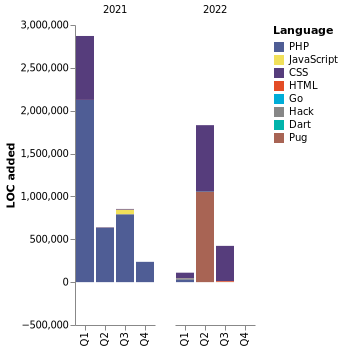 2021
2022
LOC added
3,000,000
2,500,000
2,000,000
1,500,000
1,000,000
500,000
0
−500,000
Q1
Q2
Q3
Q4
Q1
Q2
Q3
Q4
Language
PHP
JavaScript
CSS
HTML
Go
Hack
Dart
Pug